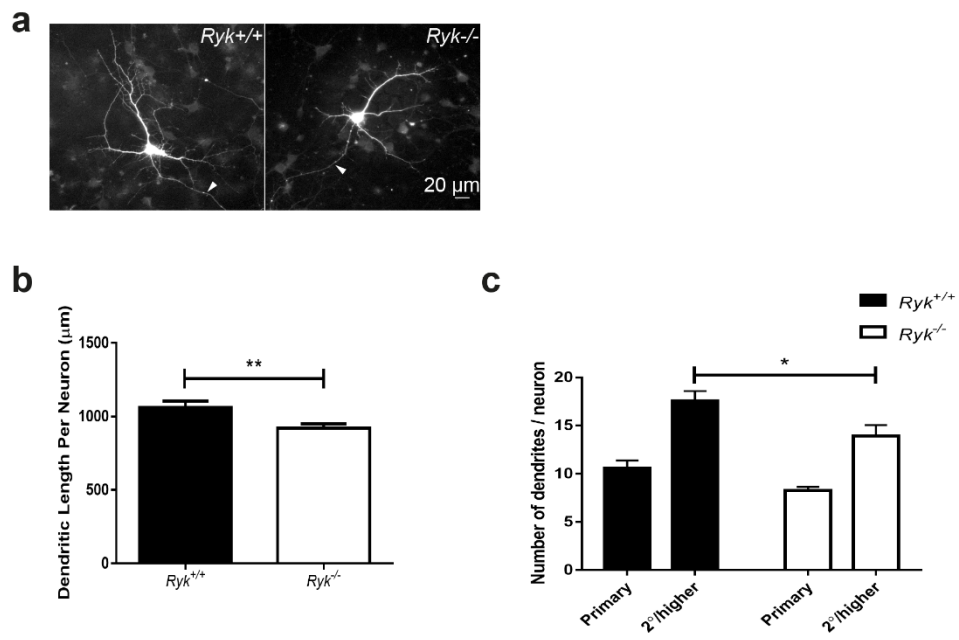 a
Ryk+/+
Ryk-/-
20 µm
b
Dendritic Length Per Neuron (µm)
1500
1000
500
0
**
Ryk+/+
Ryk-/-
c
Ryk+/+
Ryk-/-
Number of dendrites / neuron
20
15
10
5
0
*
Primary
2°/higher
Primary
2°/higher